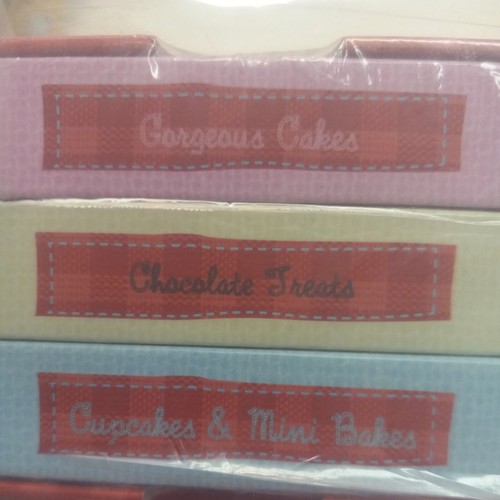 Gorgeous Cakes
Chocolate Treats
Cupcakes & Mini Bakes